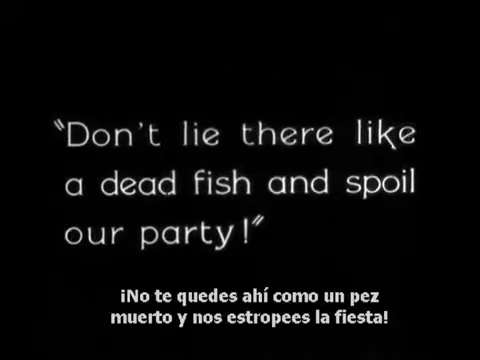 "Don't lie there like
a dead fish and spoil
our party!"
¡No te quedes ahí como un pez
muerto y nos estropees la fiesta!